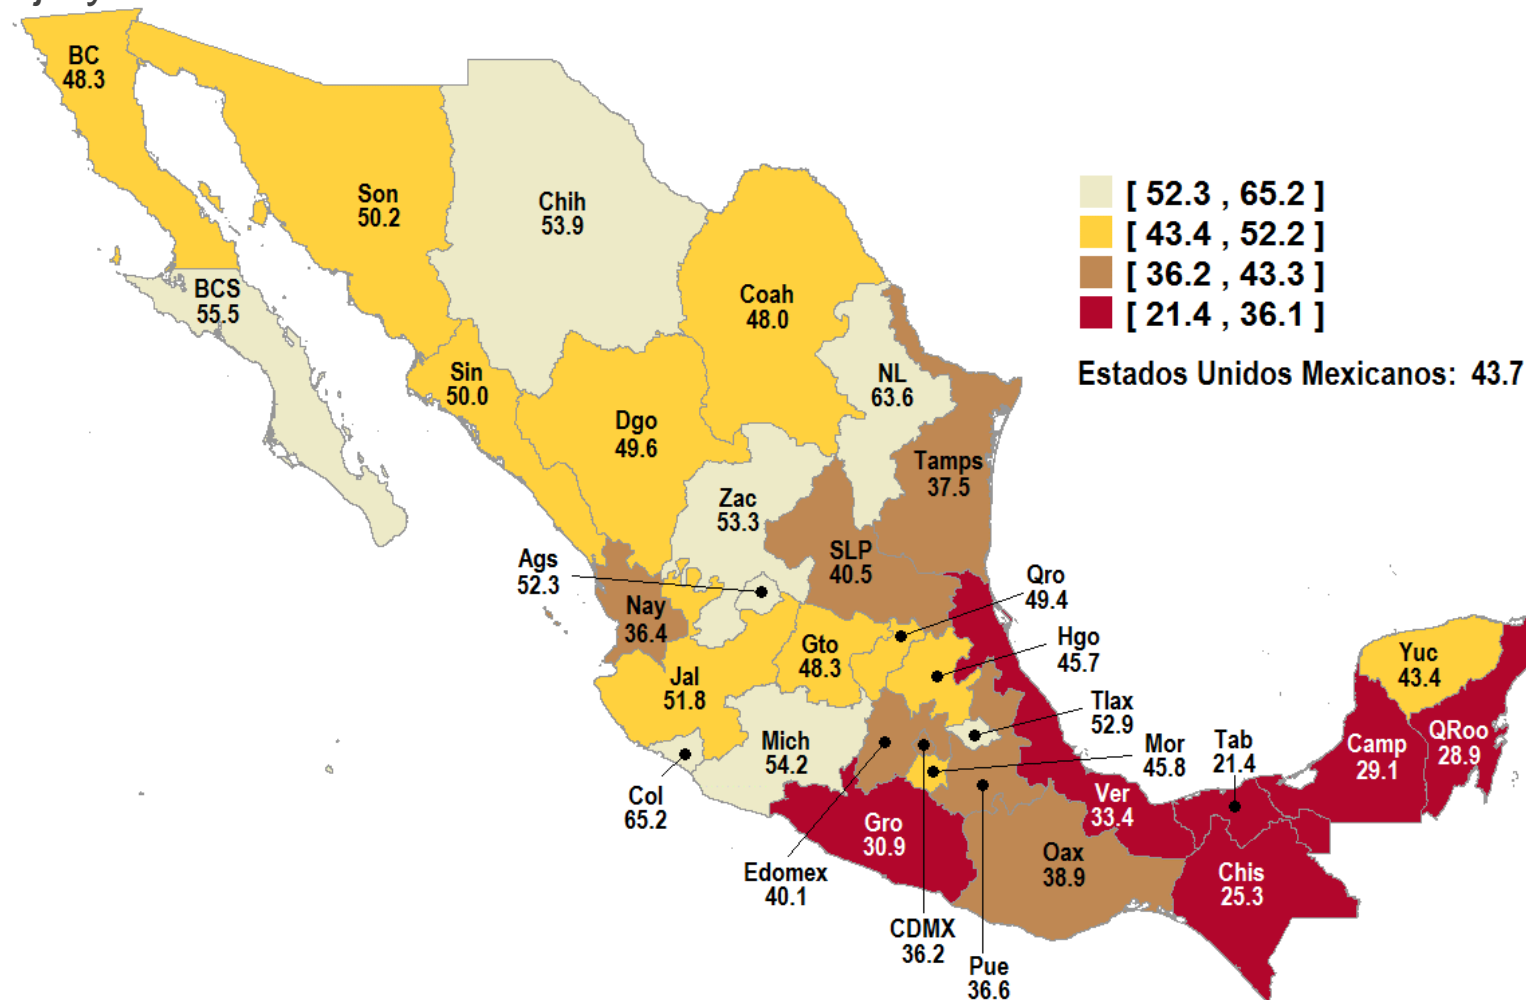 BC
48.3
Son
50.2
Chih
53.9
[ 52.3 , 65.2 ]
[ 43.4 , 52.2 ]
[ 36.2 , 43.3 ]
[ 21.4 , 36.1 ]
Estados Unidos Mexicanos: 43.7
BCS
55.5
Coah
48.0
Sin
50.0
NL
63.6
Dgo
49.6
Tamps
37.5
Zac
53.3
Ags
52.3
SLP
40.5
Qro
49.4
Nay
36.4
Gto
48.3
Hgo
45.7
Yuc
43.4
Jal
51.8
Tlax
52.9
Mich
54.2
Mor
45.8
Tab
21.4
Camp
29.1
QRoo
28.9
Col
65.2
Ver
33.4
Gro
30.9
Oax
38.9
Edomex
40.1
Chis
25.3
CDMX
36.2
Pue
36.6